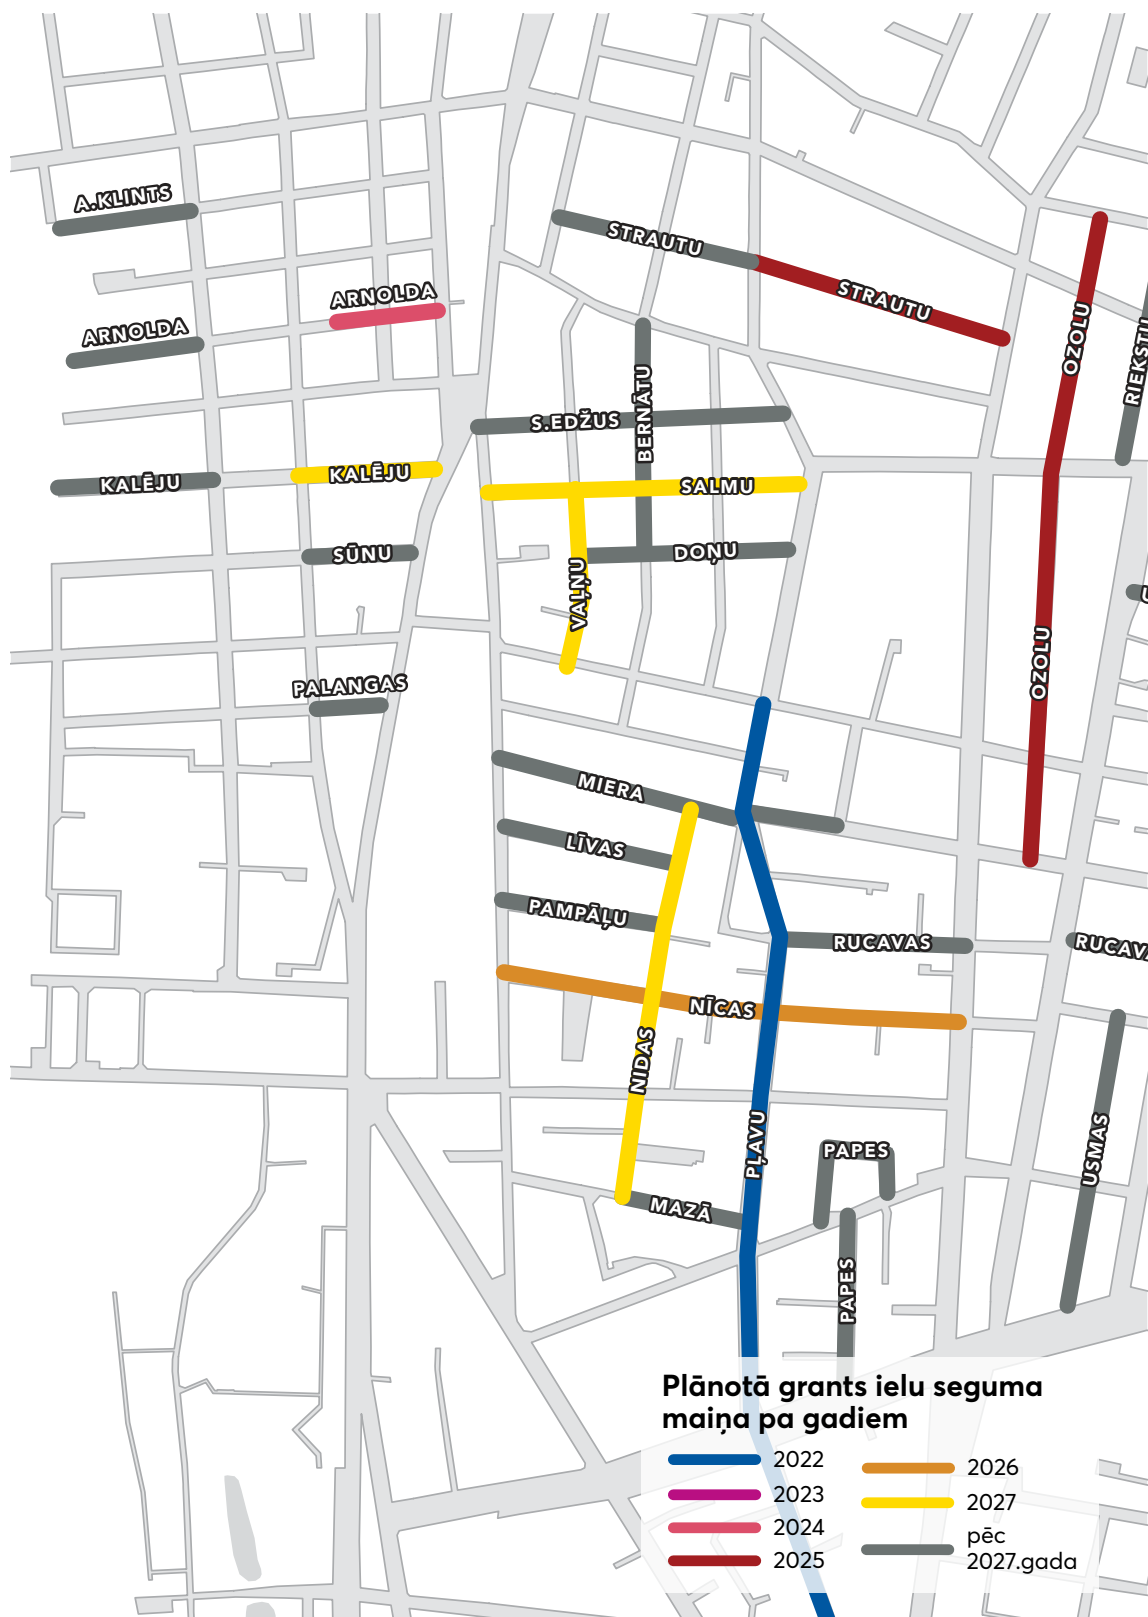 A.KLINTS
STRAUTU
ARNOLDA
STRAUTU
ARNOLDA
OZOLU
BERNĀTU
S.EDŽUS
KALĒJU
KALĒJU
SALMU
SŪNU
DOŅU
VAĻŅU
OZOLU
PALANGAS
MIERA
LĪVAS
PAMPĀĻU
RUCAVAS
NĪCAS
NIDAS
PĻAVU
PAPES
USMAS
MAZĀ
PAPES
Plānotā grants ielu seguma
maiņa pa gadiem
2022
2023
2024
2025
2026
2027
pēc
2027.gada